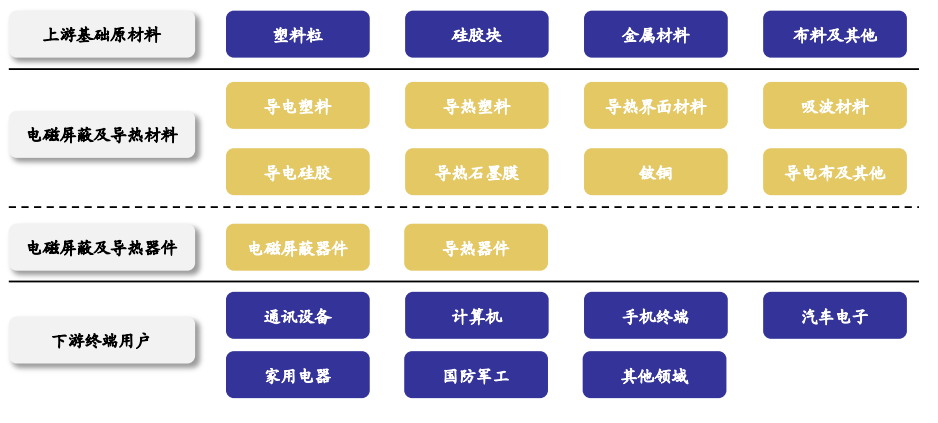 上游基础原材料
塑料粒
硅胶块
金属材料
布料及其他
电磁屏蔽及导热材料
导电塑料
导热塑料
导热界面材料
吸波材料
导电硅胶
导热石墨膜
铍铜
导电布及其他
电磁屏蔽及导热器件
电磁屏蔽器件
导热器件
下游终端用户
通讯设备
计算机
手机终端
汽车电子
家用电器
国防军工
其他领域